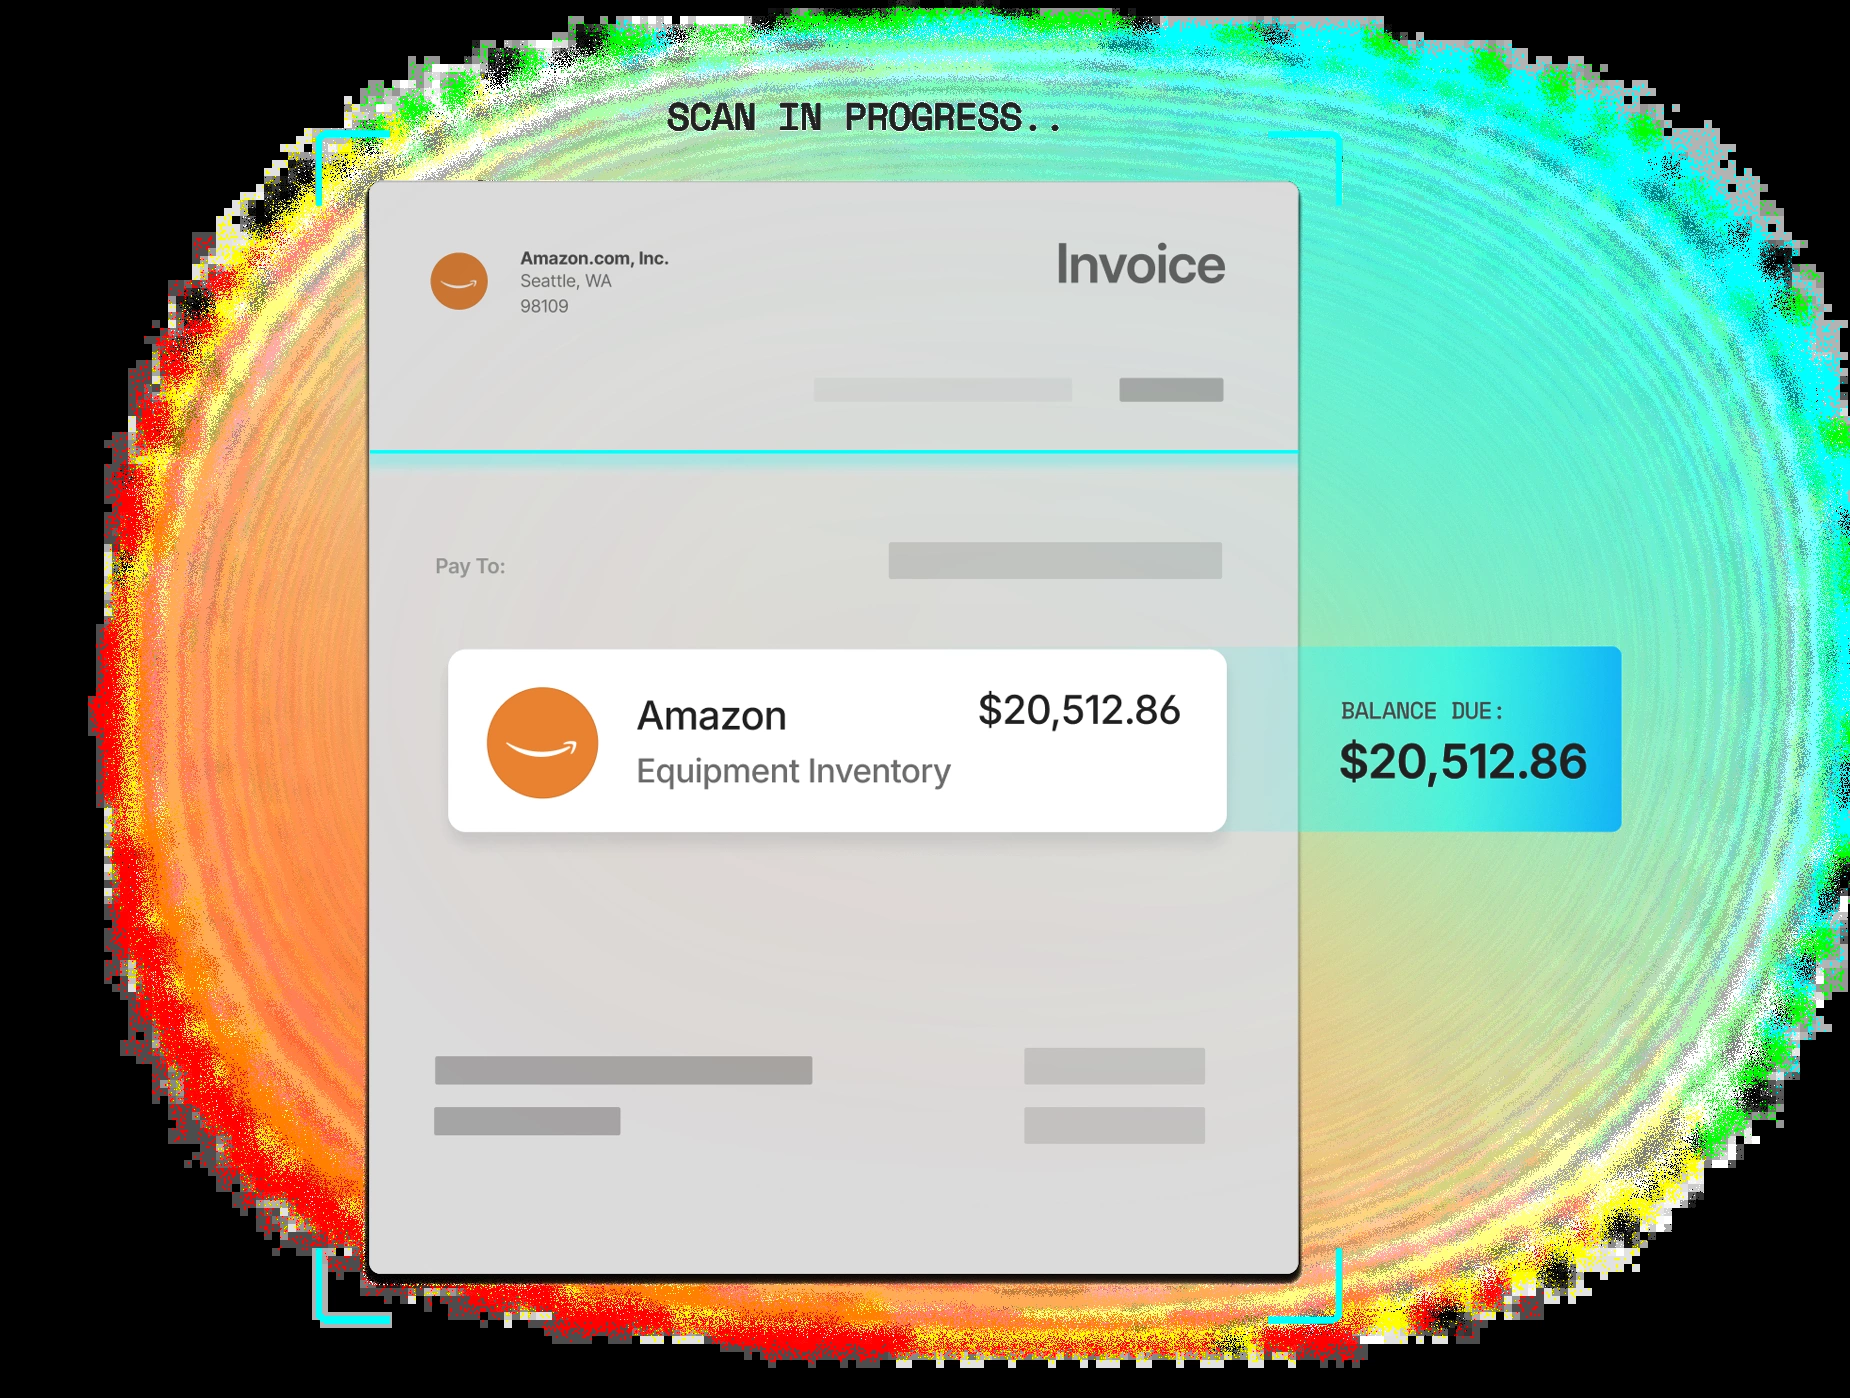 SCAN IN PROGRESS..
Amazon.com, Inc.
Seattle, WA
98109
Invoice
Pay To:
Amazon
$20,512.86
Equipment Inventory
BALANCE DUE:
$20,512.86